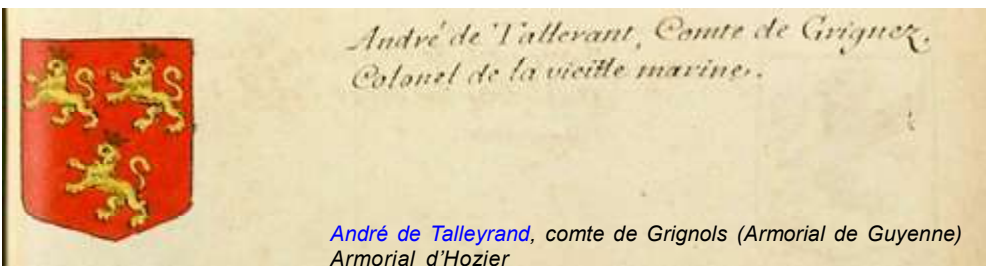 André de Tallerant, Comte de Grignez,
Colonel de la vieille marine.
André de Talleyrand, comte de Grignols (Armorial de Guyenne)
Armorial d'Hozier